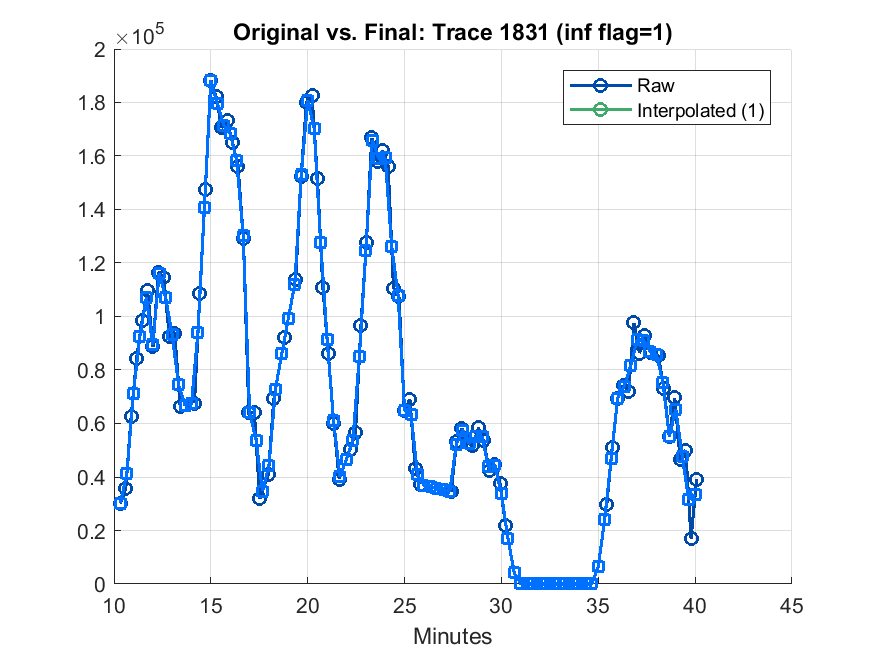 Original vs. Final: Trace 1831 (inf flag=1)
×10⁵
2
1.8
1.6
1.4
1.2
1
0.8
0.6
0.4
0.2
0
Raw
Interpolated (1)
10 15 20 25 30 35 40 45
Minutes